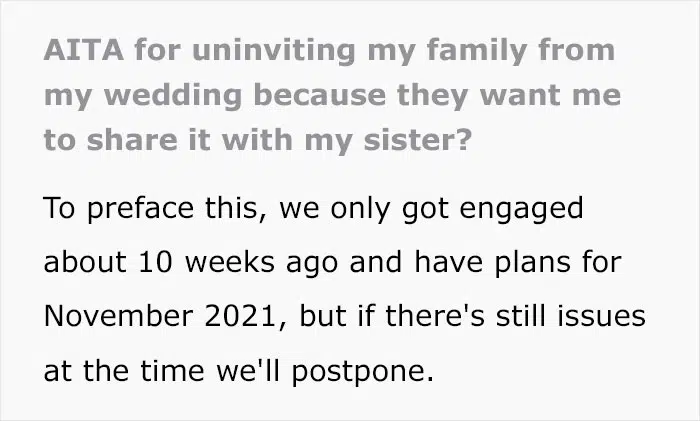 AITA for uninviting my family from
my wedding because they want me
to share it with my sister?
To preface this, we only got engaged
about 10 weeks ago and have plans for
November 2021, but if there's still issues
at the time we'll postpone.